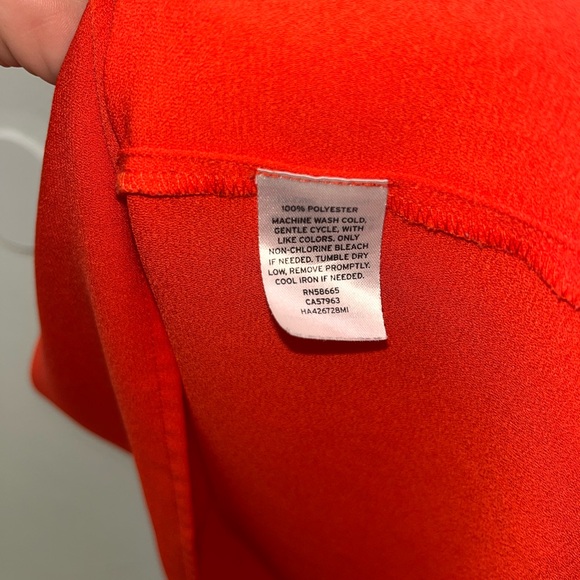 100% POLYESTER
MACHINE WASH COLD,
GENTLE CYCLE, WITH
LIKE COLORS. ONLY
NON-CHLORINE BLEACH
IF NEEDED. TUMBLE DRY
LOW, REMOVE PROMPTLY.
COOL IRON IF NEEDED.
RN58665
CA57963
HA42672BMI